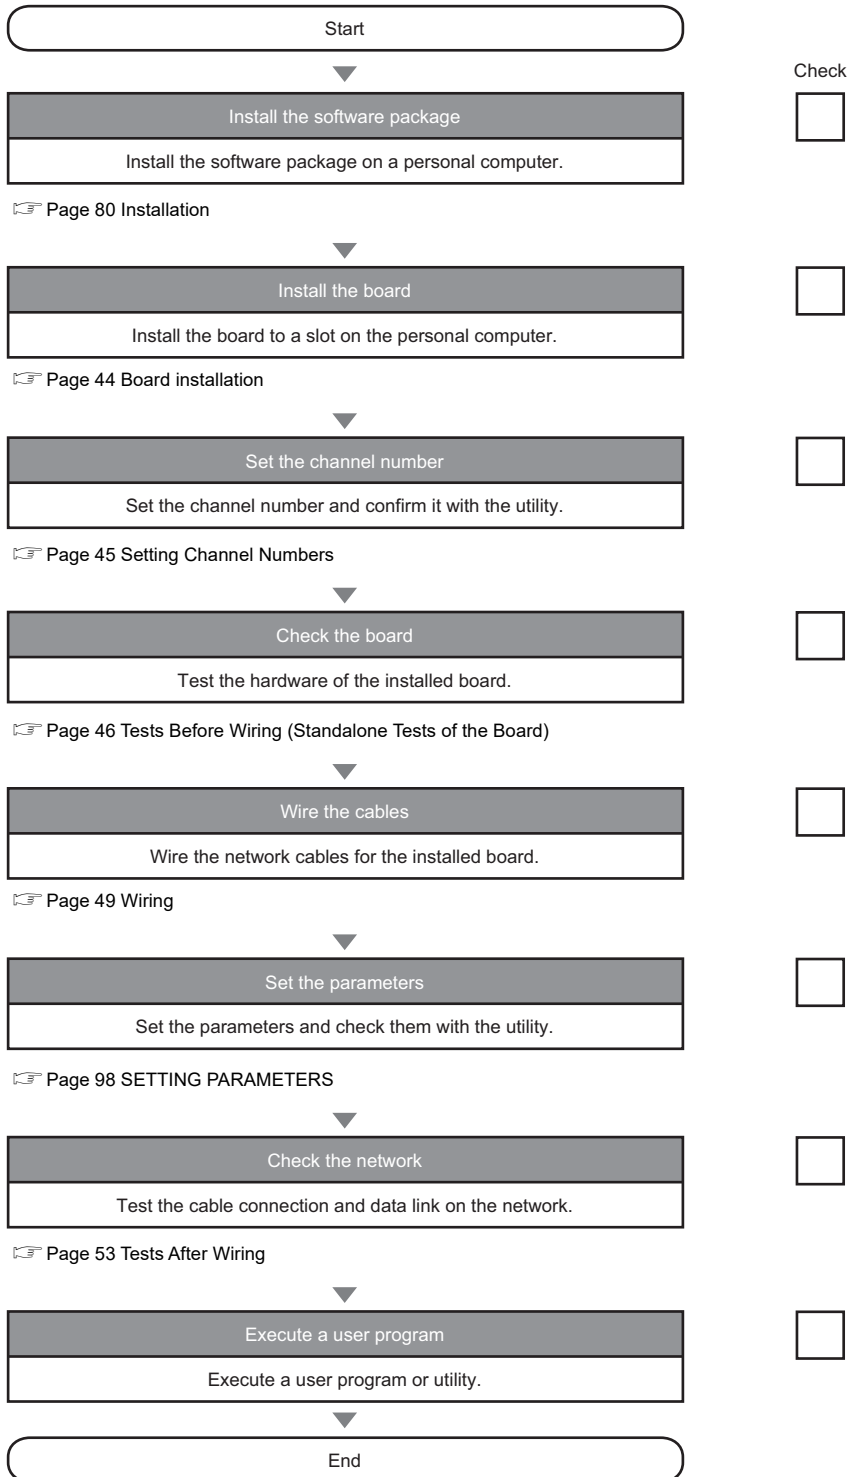 Start
Check
Install the software package
Install the software package on a personal computer.
Page 80 Installation
Install the board
Install the board to a slot on the personal computer.
Page 44 Board installation
Set the channel number
Set the channel number and confirm it with the utility.
Page 45 Setting Channel Numbers
Check the board
Test the hardware of the installed board.
Page 46 Tests Before Wiring (Standalone Tests of the Board)
Wire the cables
Wire the network cables for the installed board.
Page 49 Wiring
Set the parameters
Set the parameters and check them with the utility.
Page 98 SETTING PARAMETERS
Check the network
Test the cable connection and data link on the network.
Page 53 Tests After Wiring
Execute a user program
Execute a user program or utility.
End